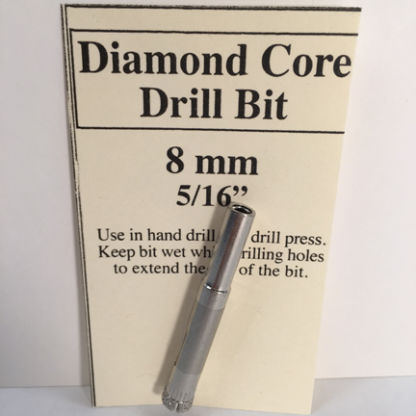 Diamond Core
Drill Bit
8 mm
5/16”
Use in hand drill drill press.
Keep bit wet drilling holes
to extend the of the bit.